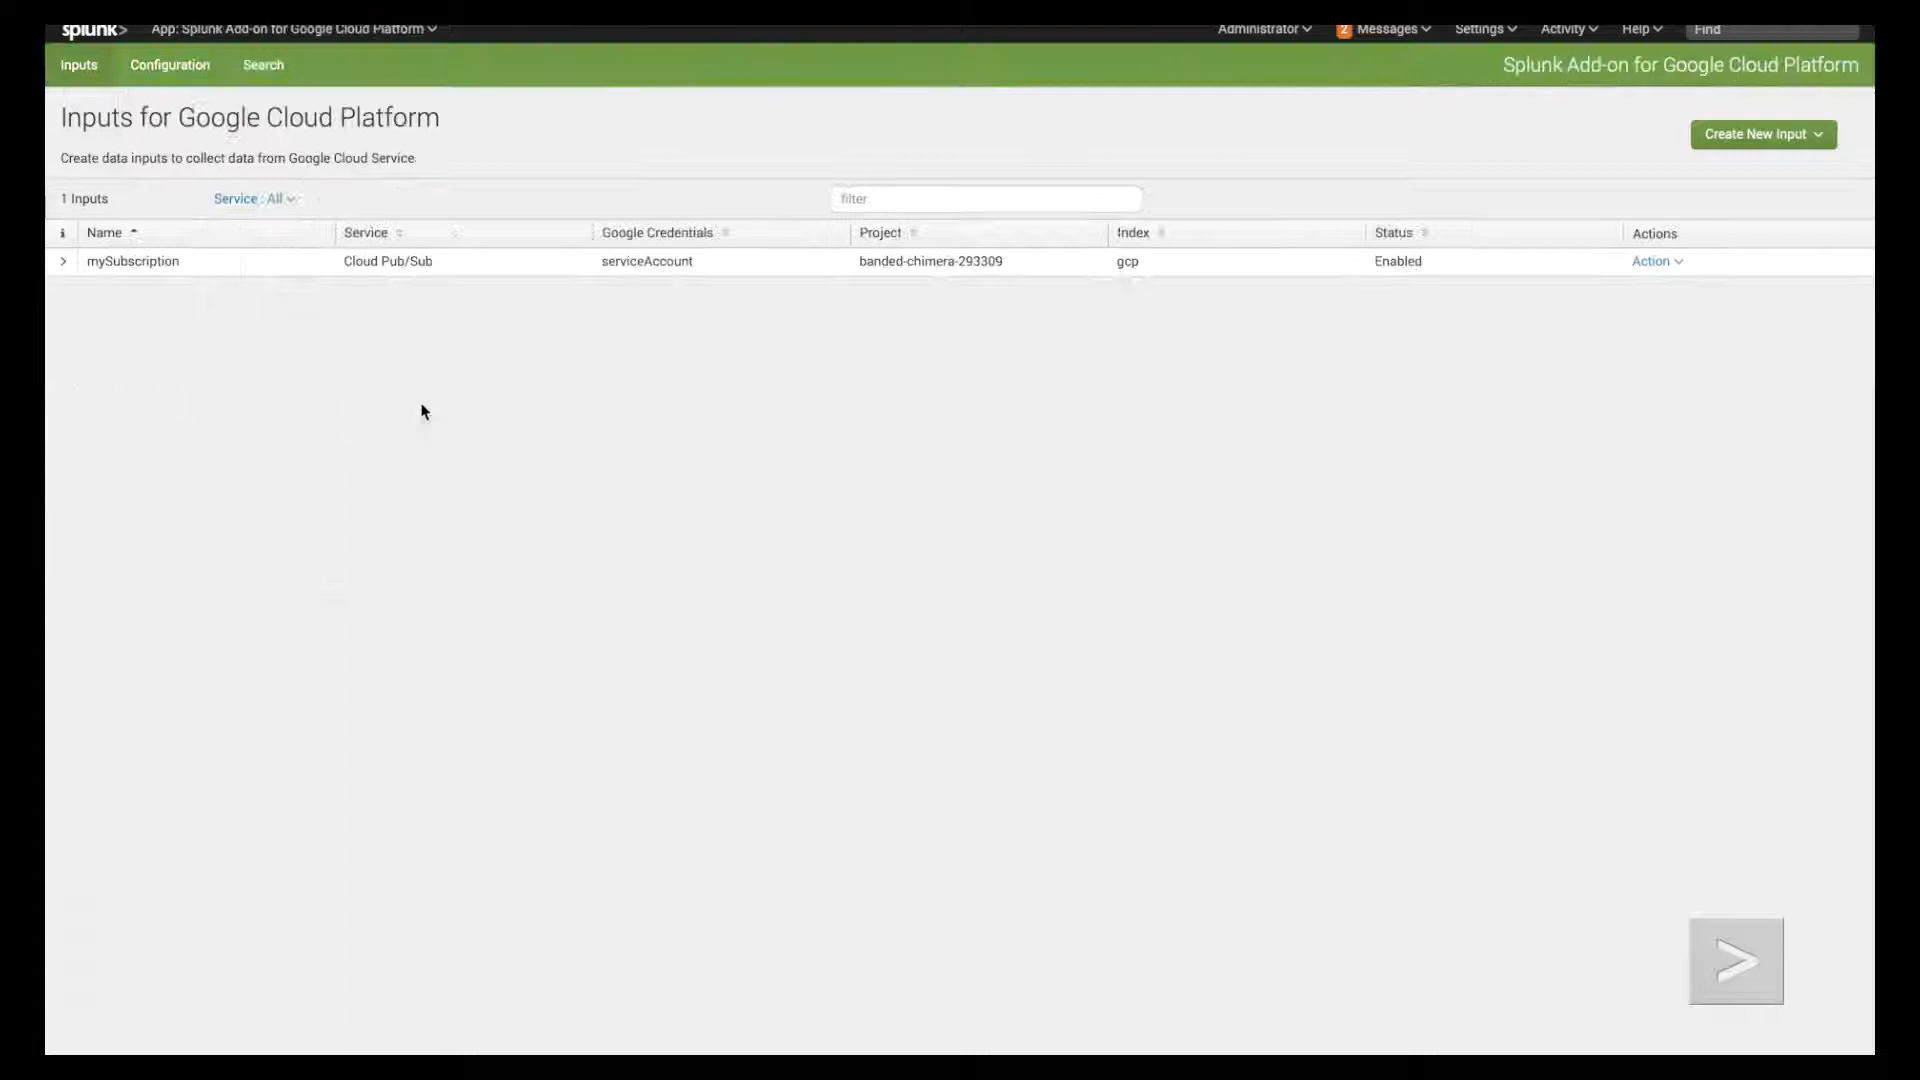 splunk> App: Splunk Add-on for Google Cloud Platform Administrator 2 Messages Settings Activity Help Find
Inputs Configuration Search Splunk Add-on for Google Cloud Platform
Inputs for Google Cloud Platform
Create New Input
Create data inputs to collect data from Google Cloud Service.
1 Inputs Service : All filter
i Name Service Google Credentials Project Index Status Actions
> mySubscription Cloud Pub/Sub serviceAccount banded-chimera-293309 gcp Enabled Action
>